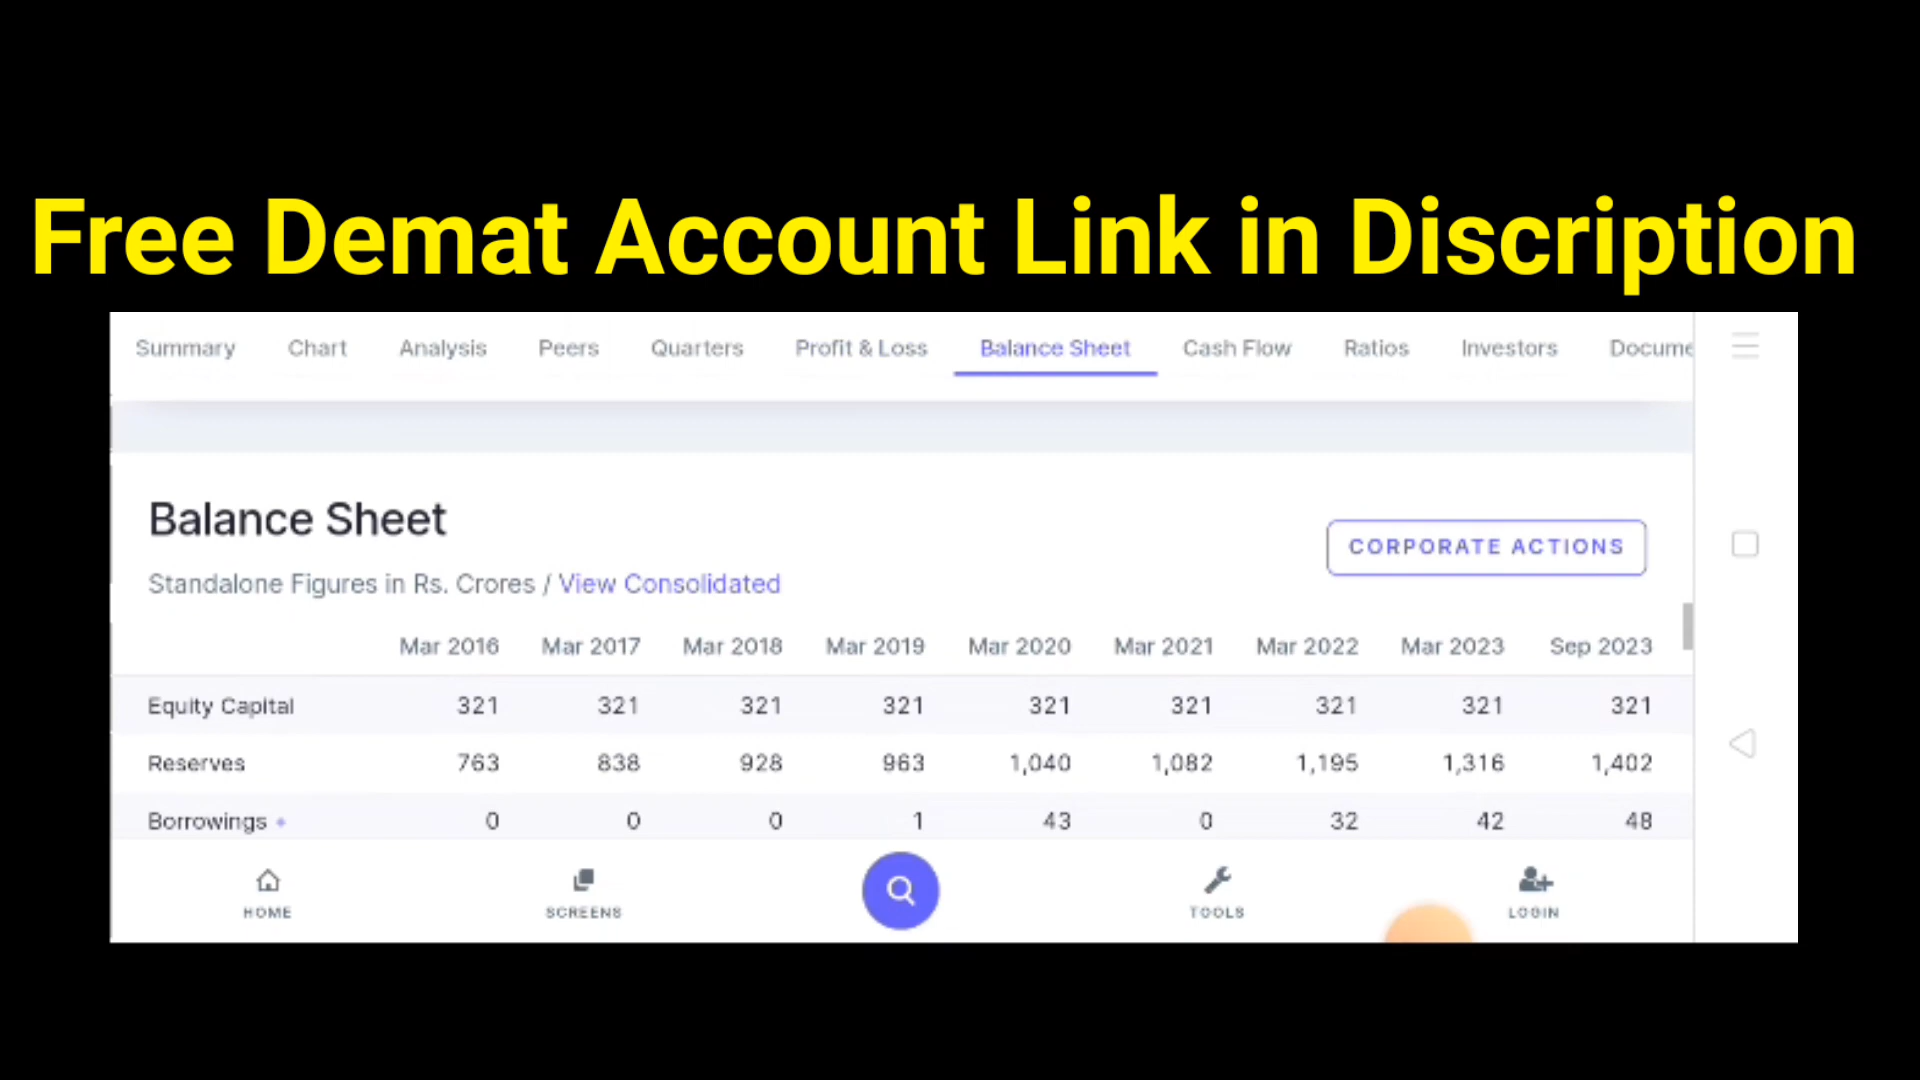 Free Demat Account Link in Discription
Summary Chart Analysis Peers Quarters Profit & Loss Balance Sheet Cash Flow Ratios Investors Docume
Balance Sheet
CORPORATE ACTIONS
Standalone Figures in Rs. Crores / View Consolidated
Mar 2016 Mar 2017 Mar 2018 Mar 2019 Mar 2020 Mar 2021 Mar 2022 Mar 2023 Sep 2023
Equity Capital 321 321 321 321 321 321 321 321 321
Reserves 763 838 928 963 1,040 1,082 1,195 1,316 1,402
Borrowings + 0 0 0 1 43 0 32 42 48
HOME SCREENS TOOLS LOGIN